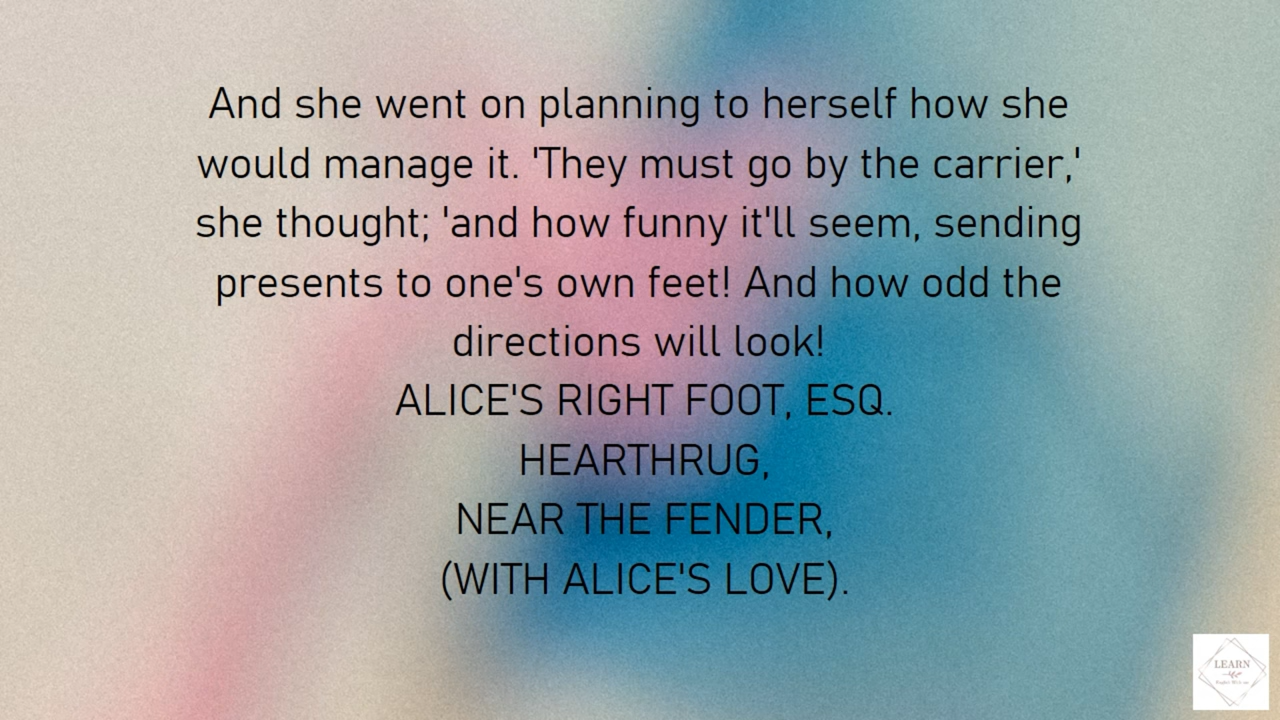 And she went on planning to herself how she
would manage it. 'They must go by the carrier,'
she thought; 'and how funny it'll seem, sending
presents to one's own feet! And how odd the
directions will look!
ALICE'S RIGHT FOOT, ESQ.
HEARTHRUG,
NEAR THE FENDER,
(WITH ALICE'S LOVE).
LEARN